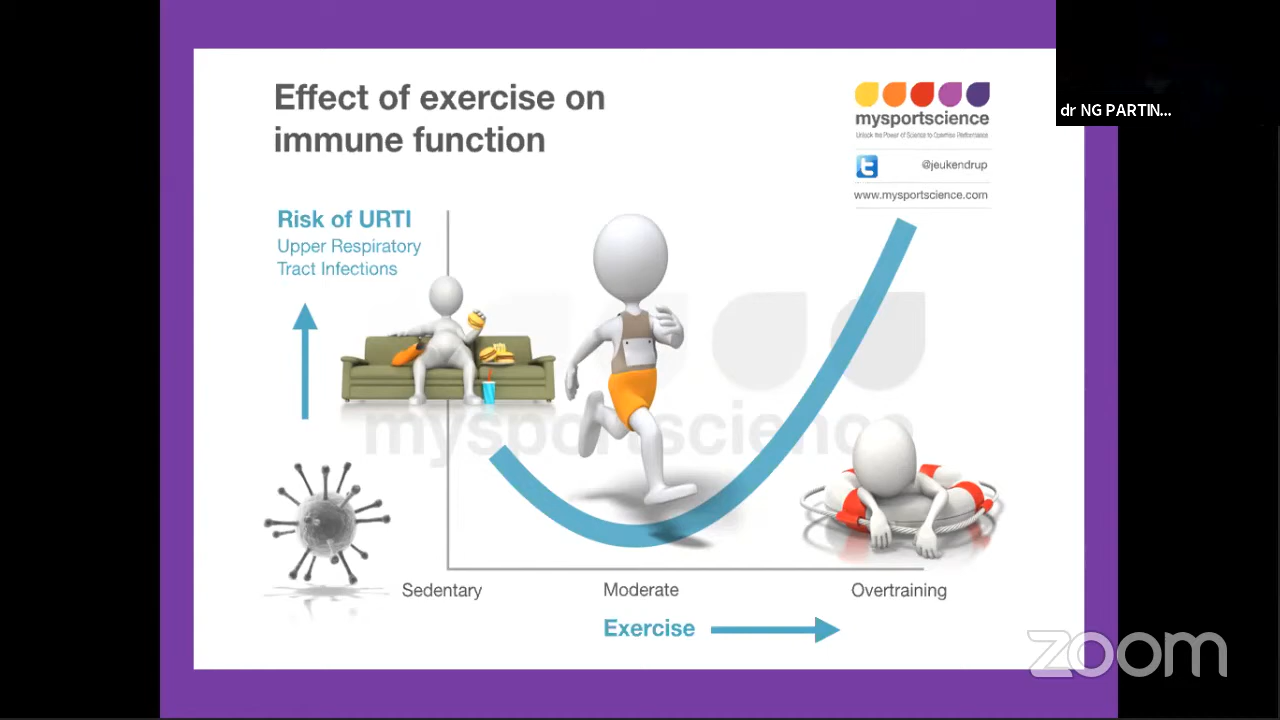 Effect of exercise on
immune function
mysportscience
Unlock the Power of Science to Optimise Performance
@jeukendrup
www.mysportscience.com
dr NG PARTIN...
Risk of URTI
Upper Respiratory
Tract Infections
mysportscience
Sedentary
Moderate
Overtraining
Exercise
zoom